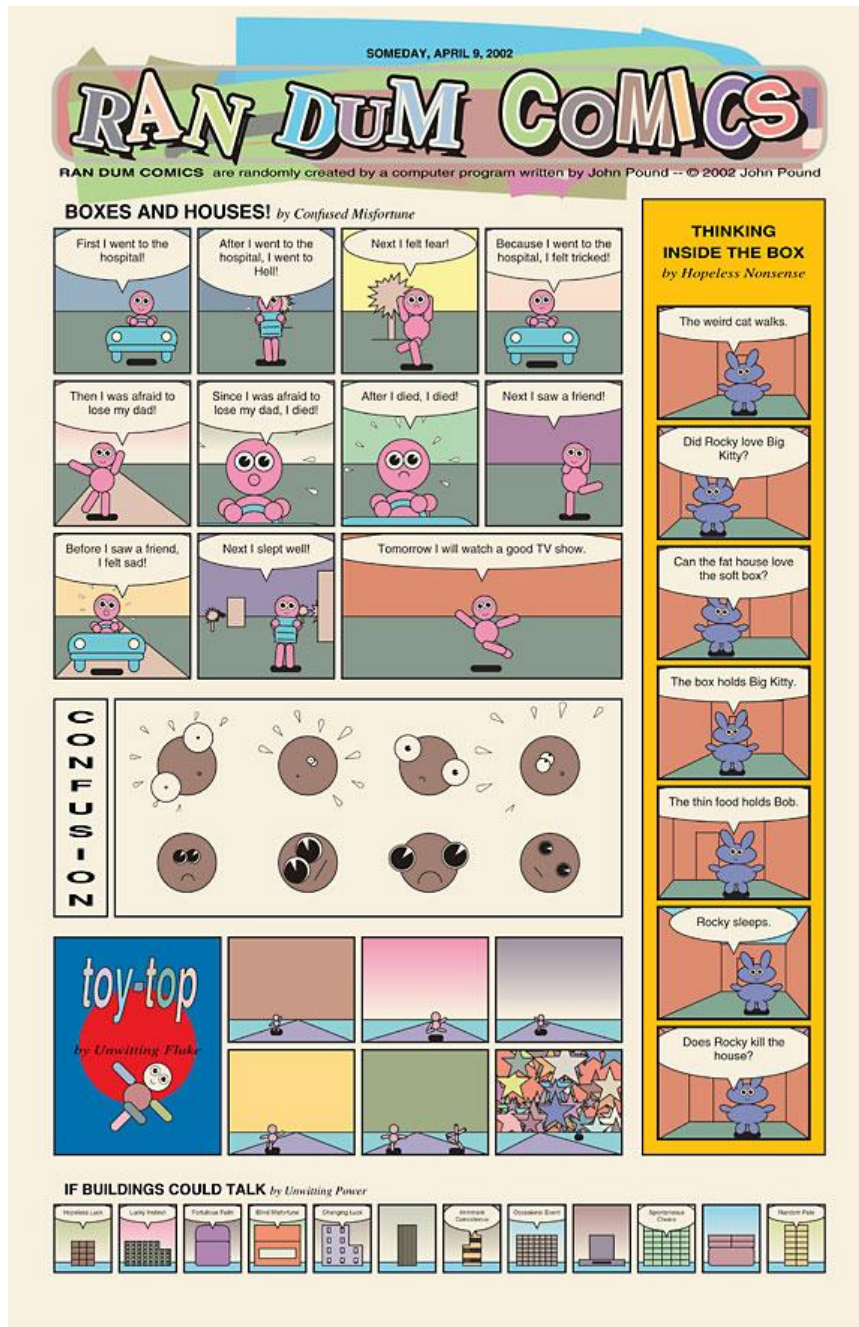 SOMEDAY, APRIL 9, 2002
RAN DUM COMICS
RAN DUM COMICS are randomly created by a computer program written by John Pound -- © 2002 John Pound
BOXES AND HOUSES! by Confused Misfortune
First I went to the
hospital!
After I went to the
hospital, I went to
Hell!
Next I felt fear!
Because I went to the
hospital, I felt tricked!
Then I was afraid to
lose my dad!
Since I was afraid to
lose my dad, I died!
After I died, I died!
Next I saw a friend!
Before I saw a friend,
I felt sad!
Next I slept well!
Tomorrow I will watch a good TV show.
THINKING
INSIDE THE BOX
by Hopeless Nonsense
The weird cat walks.
Did Rocky love Big
Kitty?
Can the fat house love
the soft box?
The box holds Big Kitty.
The thin food holds Bob.
Rocky sleeps.
Does Rocky kill the
house?
CONFUSION
toy-top
by Unwitting Fluke
IF BUILDINGS COULD TALK by Unwitting Power
Hopeless Luck
Lucky Instinct
Fortuitous Faith
Blind Misfortune
Changing Luck
Imminent
Coincidence
Occasional Event
Spontaneous
Choice
Random Fate